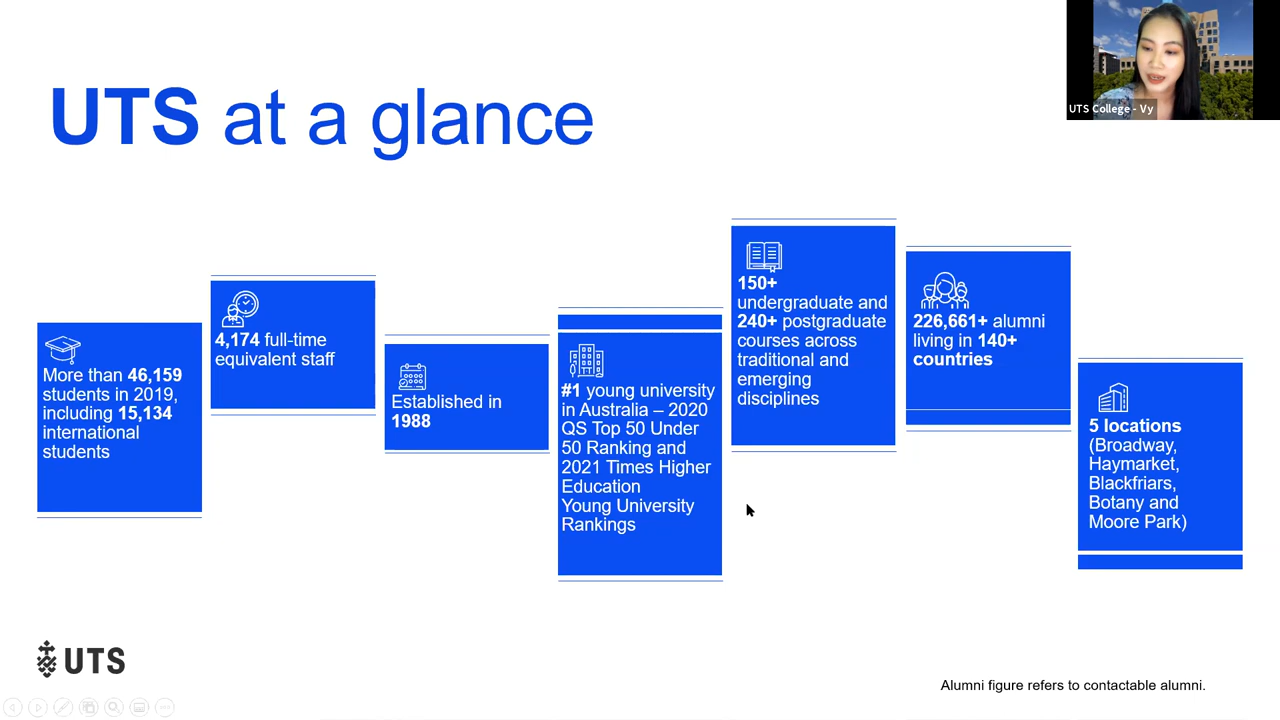 UTS at a glance
UTS College - Vy
More than 46,159
students in 2019,
including 15,134
international
students
4,174 full-time
equivalent staff
Established in
1988
#1 young university
in Australia – 2020
QS Top 50 Under
50 Ranking and
2021 Times Higher
Education
Young University
Rankings
150+
undergraduate and
240+ postgraduate
courses across
traditional and
emerging
disciplines
226,661+ alumni
living in 140+
countries
5 locations
(Broadway,
Haymarket,
Blackfriars,
Botany and
Moore Park)
UTS
Alumni figure refers to contactable alumni.